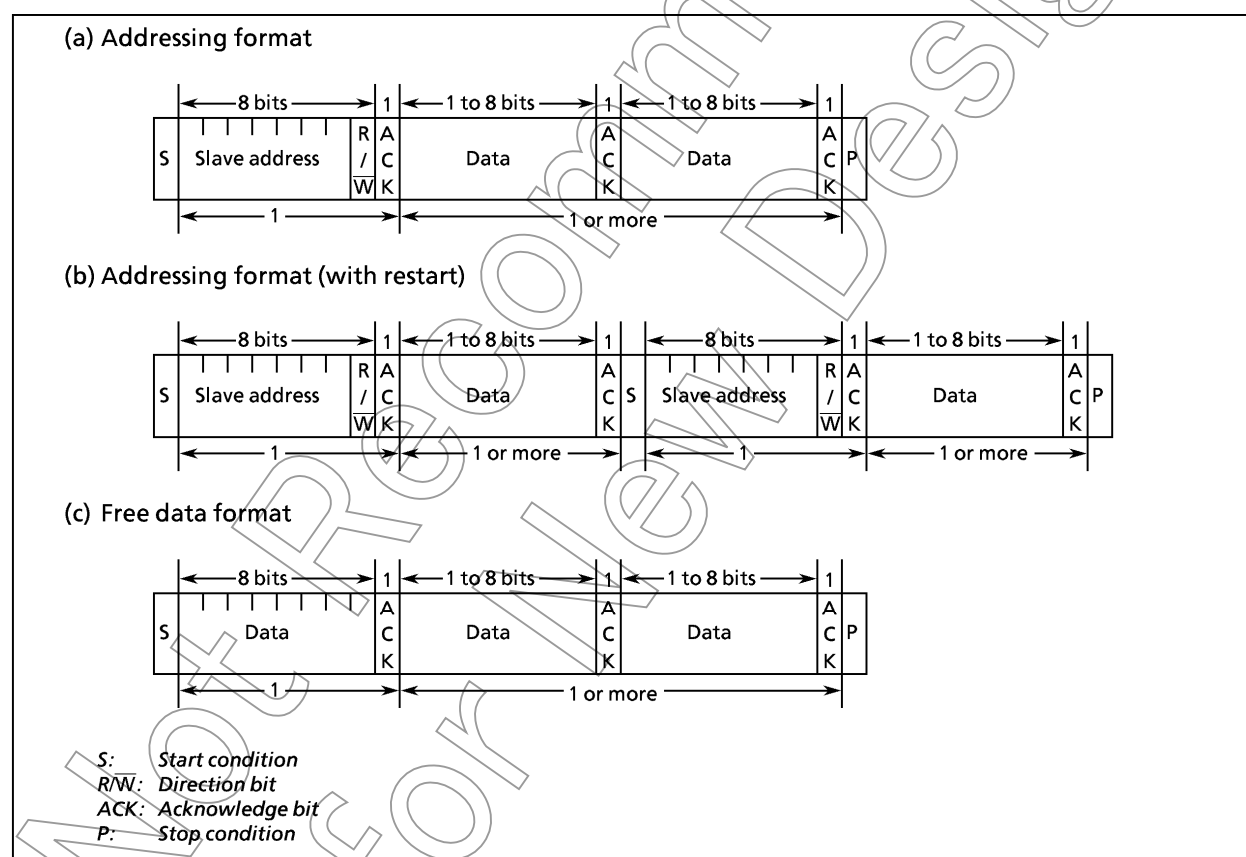 (a) Addressing format
8 bits 1 1 to 8 bits 1 1 to 8 bits 1
S Slave address R/W̅ ACK Data ACK Data ACK P
1 1 or more
(b) Addressing format (with restart)
8 bits 1 1 to 8 bits 1 8 bits 1 1 to 8 bits 1
S Slave address R/W̅ ACK Data ACK S Slave address R/W̅ ACK Data ACK P
1 1 or more 1 1 or more
(c) Free data format
8 bits 1 1 to 8 bits 1 1 to 8 bits 1
S Data ACK Data ACK Data ACK P
1 1 or more
S: Start condition
R/W̅: Direction bit
ACK: Acknowledge bit
P: Stop condition
Not Recomm
for New Desig